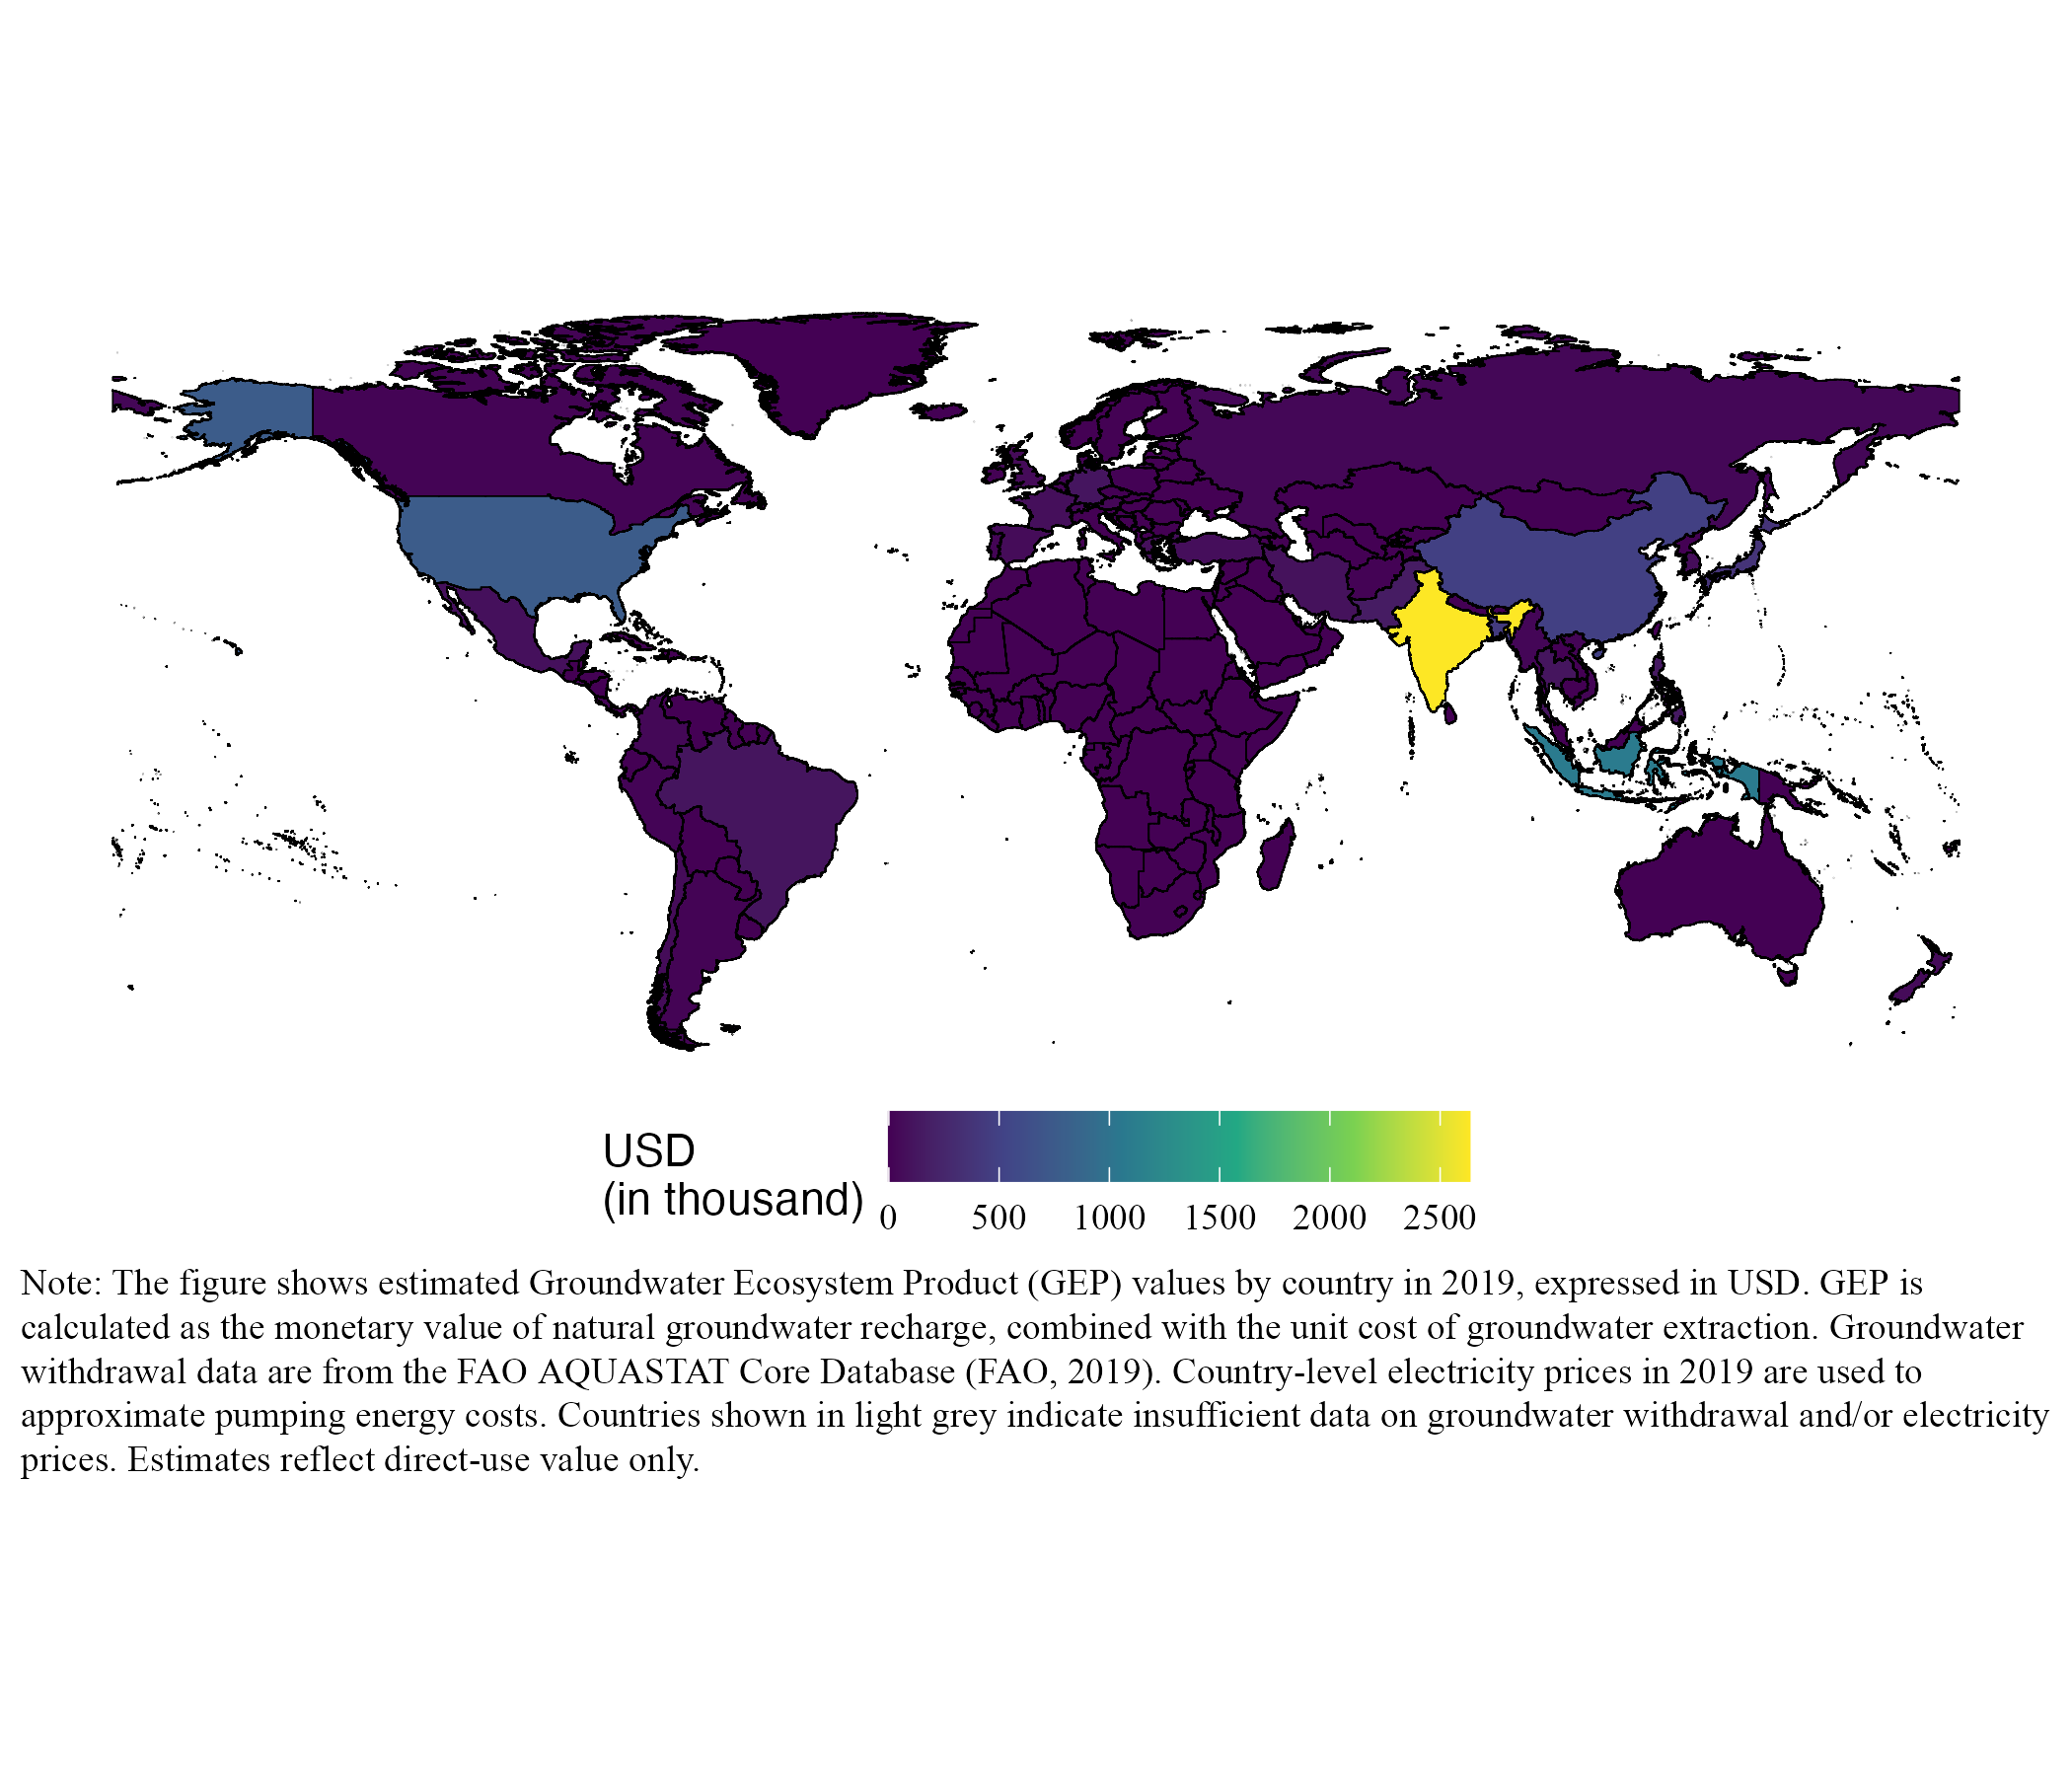 USD
(in thousand)
0 500 1000 1500 2000 2500
Note: The figure shows estimated Groundwater Ecosystem Product (GEP) values by country in 2019, expressed in USD. GEP is
calculated as the monetary value of natural groundwater recharge, combined with the unit cost of groundwater extraction. Groundwater
withdrawal data are from the FAO AQUASTAT Core Database (FAO, 2019). Country-level electricity prices in 2019 are used to
approximate pumping energy costs. Countries shown in light grey indicate insufficient data on groundwater withdrawal and/or electricity
prices. Estimates reflect direct-use value only.